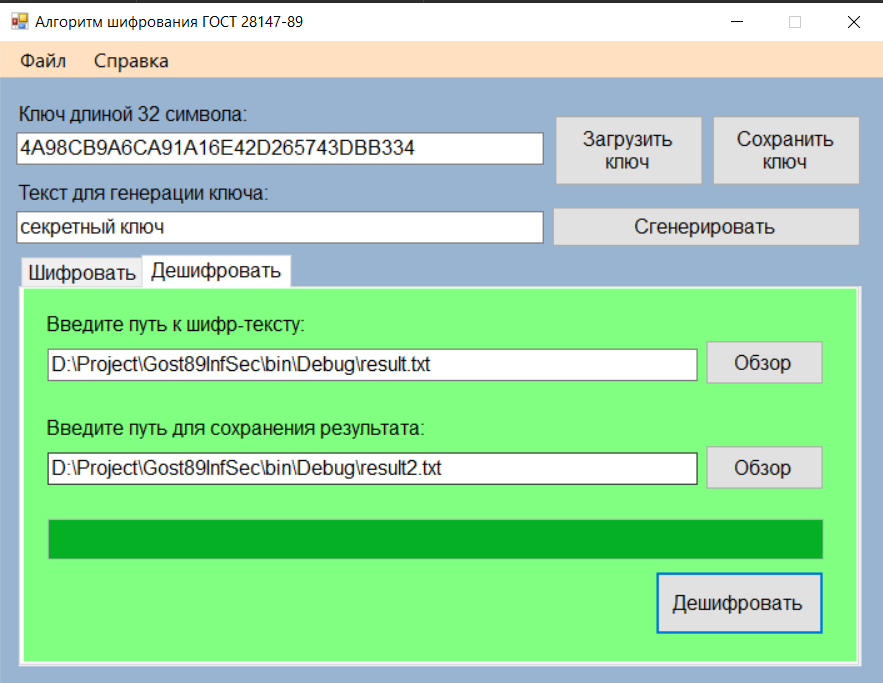 Алгоритм шифрования ГОСТ 28147-89
Файл Справка
Ключ длиной 32 символа:
4A98CB9A6CA91A16E42D265743DBB334
Загрузить
ключ
Сохранить
ключ
Текст для генерации ключа:
секретный ключ
Сгенерировать
Шифровать Дешифровать
Введите путь к шифр-тексту:
D:\Project\Gost89InfSec\bin\Debug\result.txt
Обзор
Введите путь для сохранения результата:
D:\Project\Gost89InfSec\bin\Debug\result2.txt
Обзор
Дешифровать